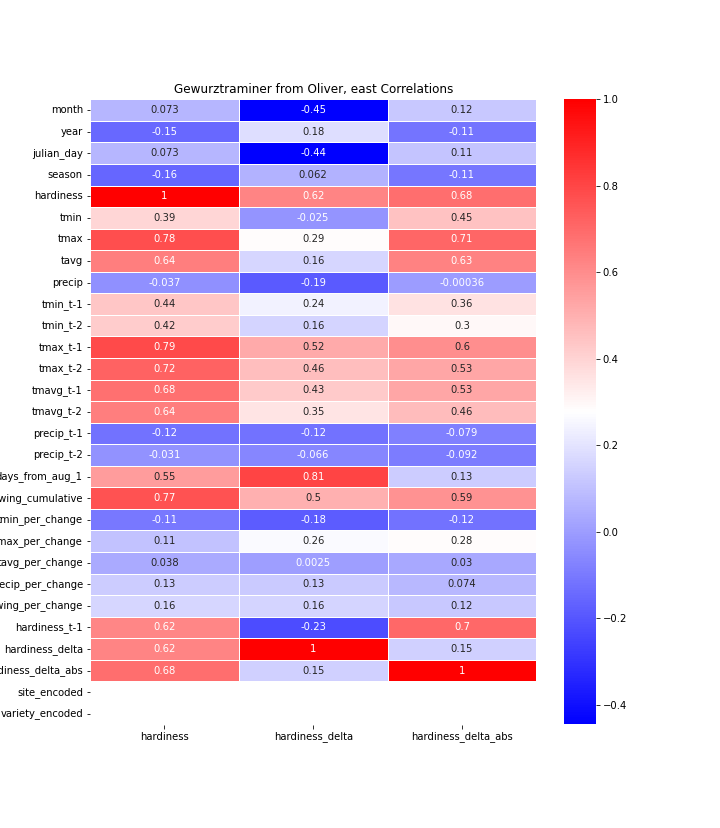 Gewurztraminer from Oliver, east Correlations
month 0.073 -0.45 0.12
year -0.15 0.18 -0.11
julian_day 0.073 -0.44 0.11
season -0.16 0.062 -0.11
hardiness 1 0.62 0.68
tmin 0.39 -0.025 0.45
tmax 0.78 0.29 0.71
tavg 0.64 0.16 0.63
precip -0.037 -0.19 -0.00036
tmin_t-1 0.44 0.24 0.36
tmin_t-2 0.42 0.16 0.3
tmax_t-1 0.79 0.52 0.6
tmax_t-2 0.72 0.46 0.53
tmavg_t-1 0.68 0.43 0.53
tmavg_t-2 0.64 0.35 0.46
precip_t-1 -0.12 -0.12 -0.079
precip_t-2 -0.031 -0.066 -0.092
days_from_aug_1 0.55 0.81 0.13
wing_cumulative 0.77 0.5 0.59
tmin_per_change -0.11 -0.18 -0.12
max_per_change 0.11 0.26 0.28
tavg_per_change 0.038 0.0025 0.03
ecip_per_change 0.13 0.13 0.074
wing_per_change 0.16 0.16 0.12
hardiness_t-1 0.62 -0.23 0.7
hardiness_delta 0.62 1 0.15
diness_delta_abs 0.68 0.15 1
site_encoded
variety_encoded
hardiness hardiness_delta hardiness_delta_abs
1.0
0.8
0.6
0.4
0.2
0.0
−0.2
−0.4